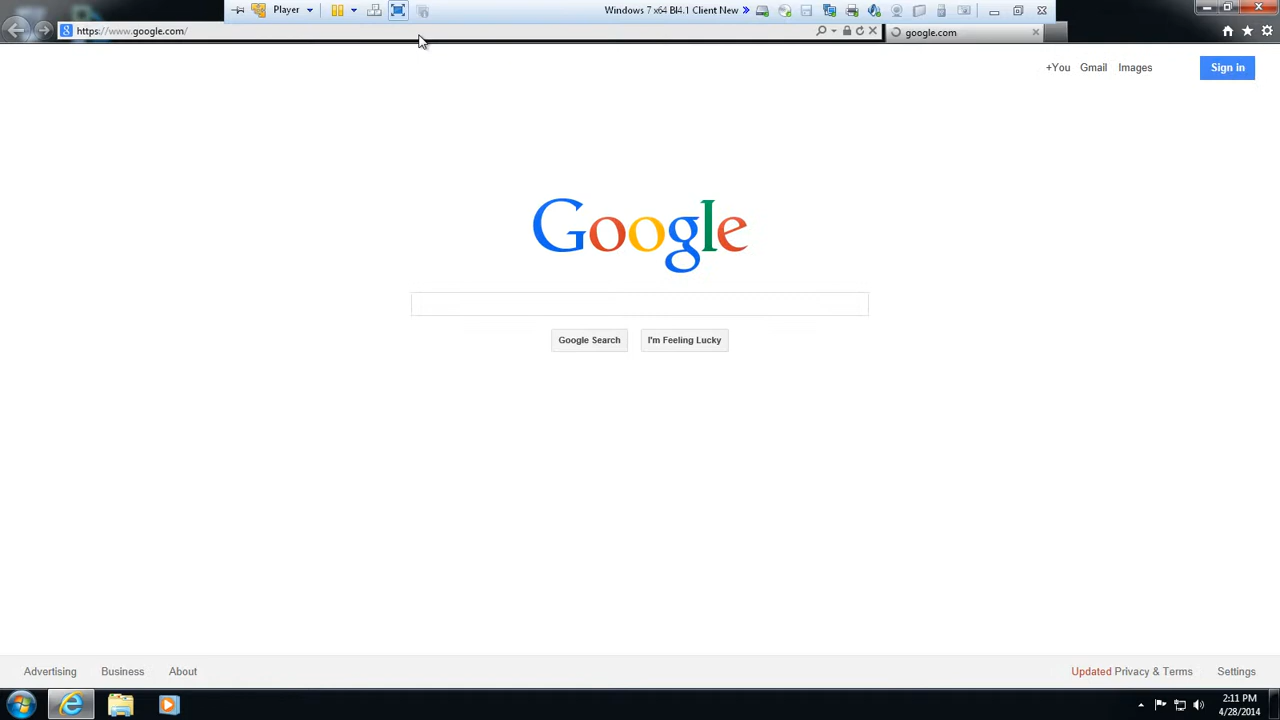 Player
Windows 7 x64 BI4.1 Client New »
https://www.google.com/
google.com
+You Gmail Images Sign in
Google
Google Search I'm Feeling Lucky
Advertising Business About Updated Privacy & Terms Settings
2:11 PM
4/28/2014